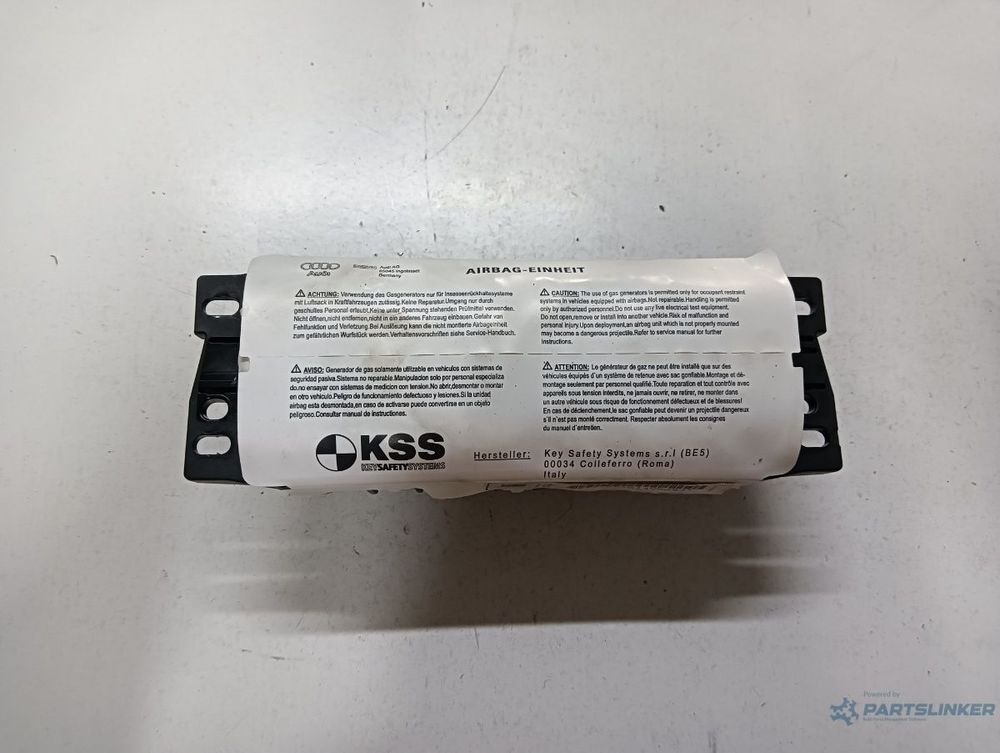 Audi
Audi AG
85045 Ingolstadt
Germany
AIRBAG-EINHEIT
ACHTUNG: Verwendung des Gasgenerators nur für Insassenrückhaltesysteme
mit Luftsack in Kraftfahrzeugen zulässig.Keine Reparatur.Umgang nur durch
geschultes Personal erlaubt.Keine unter Spannung stehenden Prüfmittel verwenden.
Nicht öffnen,nicht entfernen,nicht in ein anderes Fahrzeug einbauen. Gefahr von
Fehlfunktion und Verletzung.Bei Auslösung kann die nicht montierte Airbageinheit
zum gefährlichen Wurfstück werden.Verhaltensvorschriften siehe Service-Handbuch.
CAUTION: The use of gas generators is permitted only for occupant restraint
systems in vehicles equipped with airbags.Not repairable.Handling is permitted
only by authorized personnel.Do not use any live electrical test equipment.
Do not open,remove or install into another vehicle.Risk of malfunction and
personal injury.Upon deployment,an airbag unit which is not properly mounted
may become a dangerous projectile.Refer to service manual for further
instructions.
AVISO: Generador de gas solamente utilizable en vehículos con sistemas de
seguridad pasiva.Sistema no reparable.Manipulacion solo por personal especializa
do.no ensayar con sistemas de medicion con tension.No abrir,desmontar o montar
en otro vehículo.Peligro de funcionamiento defectuoso y lesiones.Si la unidad
airbag esta desmontada,en caso de activarse puede convertirse en un objeto
peligroso.Consultar manual de instrucciones.
ATTENTION: Le générateur de gaz ne peut être installé que sur des
véhicules équipés d´un système de retenue avec sac gonflable.Montage et dé-
montage seulement par personnel qualifié.Toute reparation et tout contrôle avec
appareils sous tension interdits, ne jamais ouvrir, ne retirer, ne monter dans
un autre véhicule sous risque de fonctionnement défectueux et de blessures!
En cas de déclenchement,le sac gonflable peut devenir un projectile dangereux
s´il n´est pas monté correctement. Respecter absolument les consignes
du manuel d´entretien.
KSS
KEYSAFETYSYSTEMS
Hersteller: Key Safety Systems s.r.l (BE5)
00034 Colleferro (Roma)
Italy
Powered by
PARTSLINKER